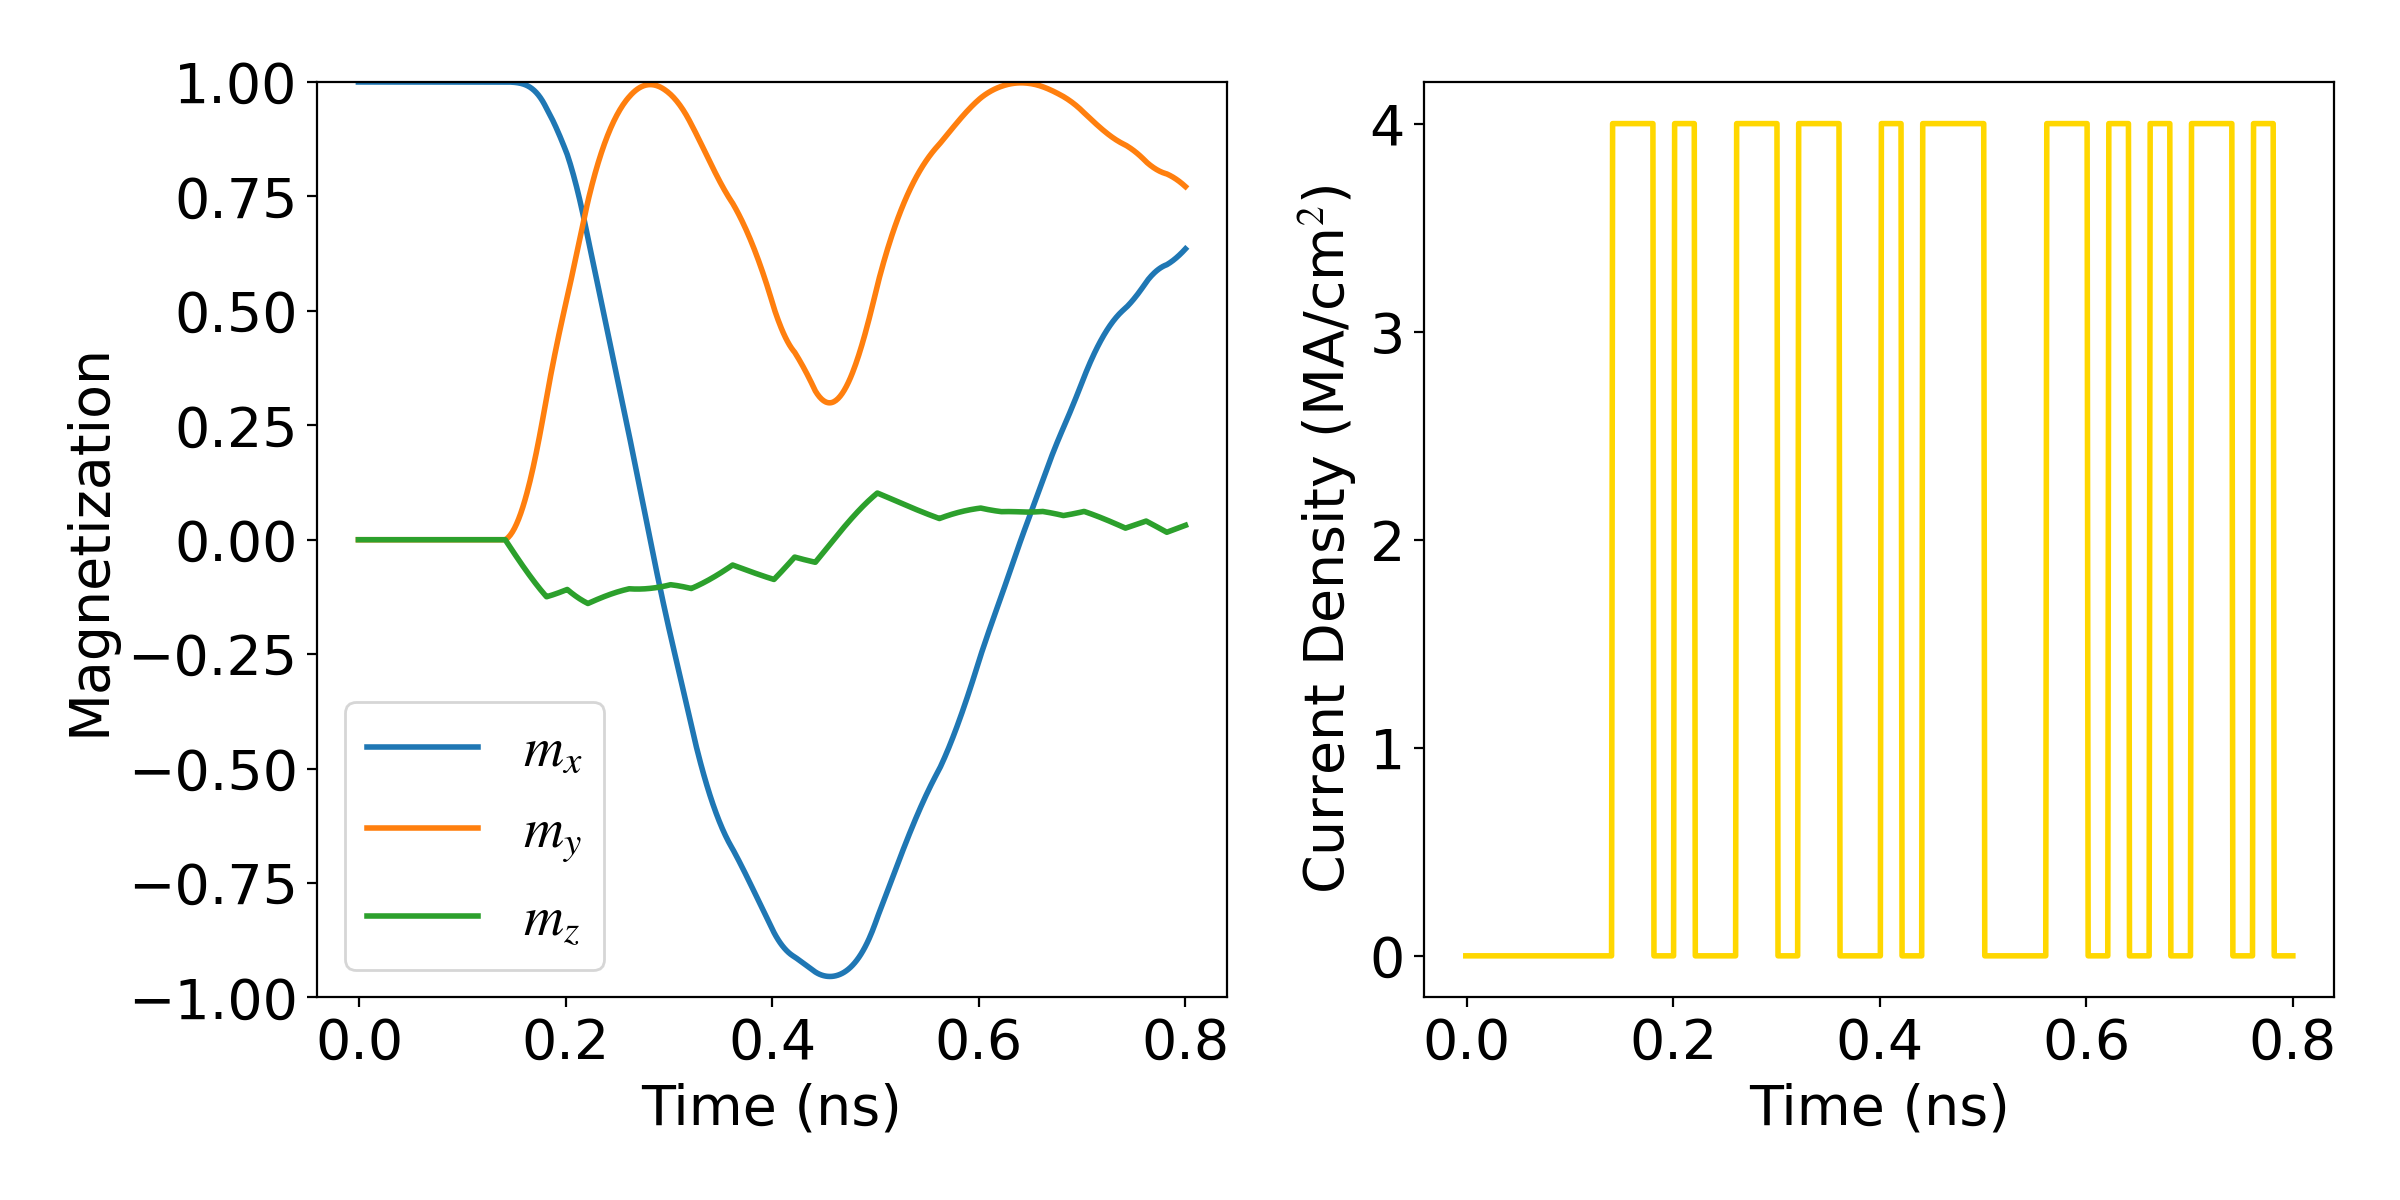 Magnetization
1.00
0.75
0.50
0.25
0.00
−0.25
−0.50
−0.75
−1.00
m_x
m_y
m_z
0.0 0.2 0.4 0.6 0.8
Time (ns)
Current Density (MA/cm²)
4
3
2
1
0
0.0 0.2 0.4 0.6 0.8
Time (ns)